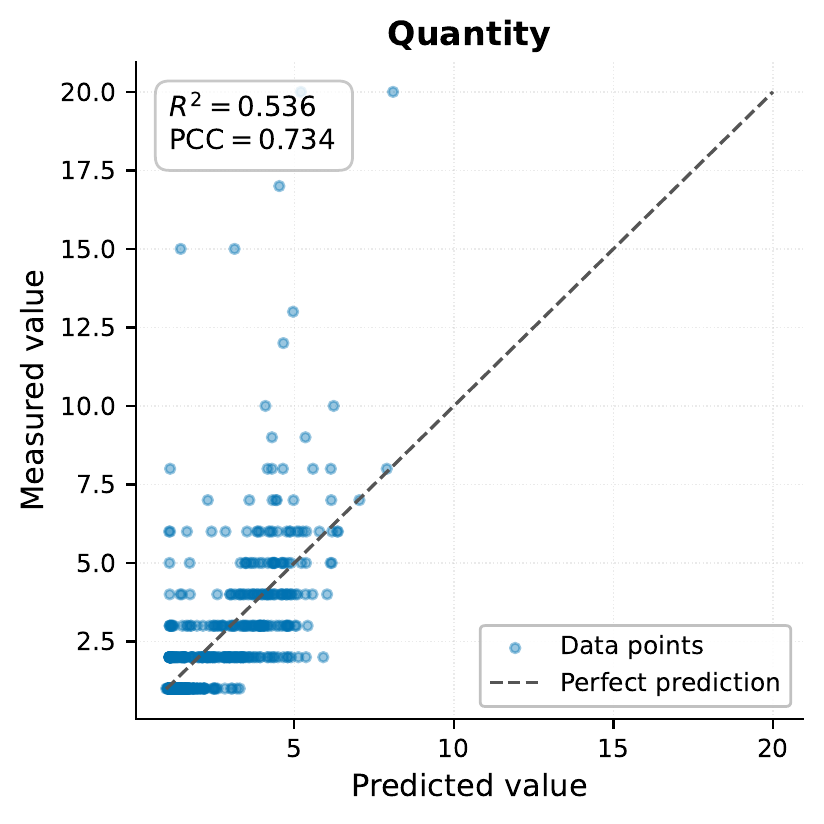 Quantity
R² = 0.536
PCC = 0.734
20.0
17.5
15.0
12.5
10.0
7.5
5.0
2.5
Measured value
Data points
Perfect prediction
5
10
15
20
Predicted value